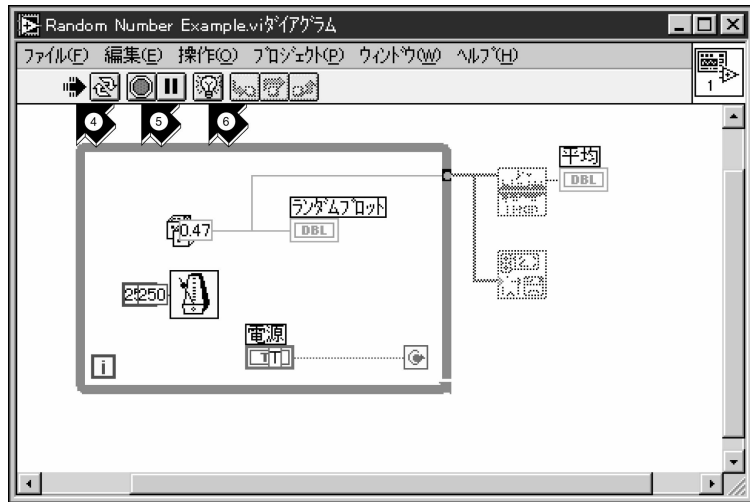 Random Number Example.viﾀﾞｲｱｸﾞﾗﾑ
ﾌｧｲﾙ(F) 編集(E) 操作(O) ﾌﾟﾛｼﾞｪｸﾄ(P) ｳｨﾝﾄﾞｳ(W) ﾍﾙﾌﾟ(H)
1
4 5 6
平均
DBL
ﾗﾝﾀﾞﾑﾌﾟﾛｯﾄ
0.47
DBL
250
電源
T
i